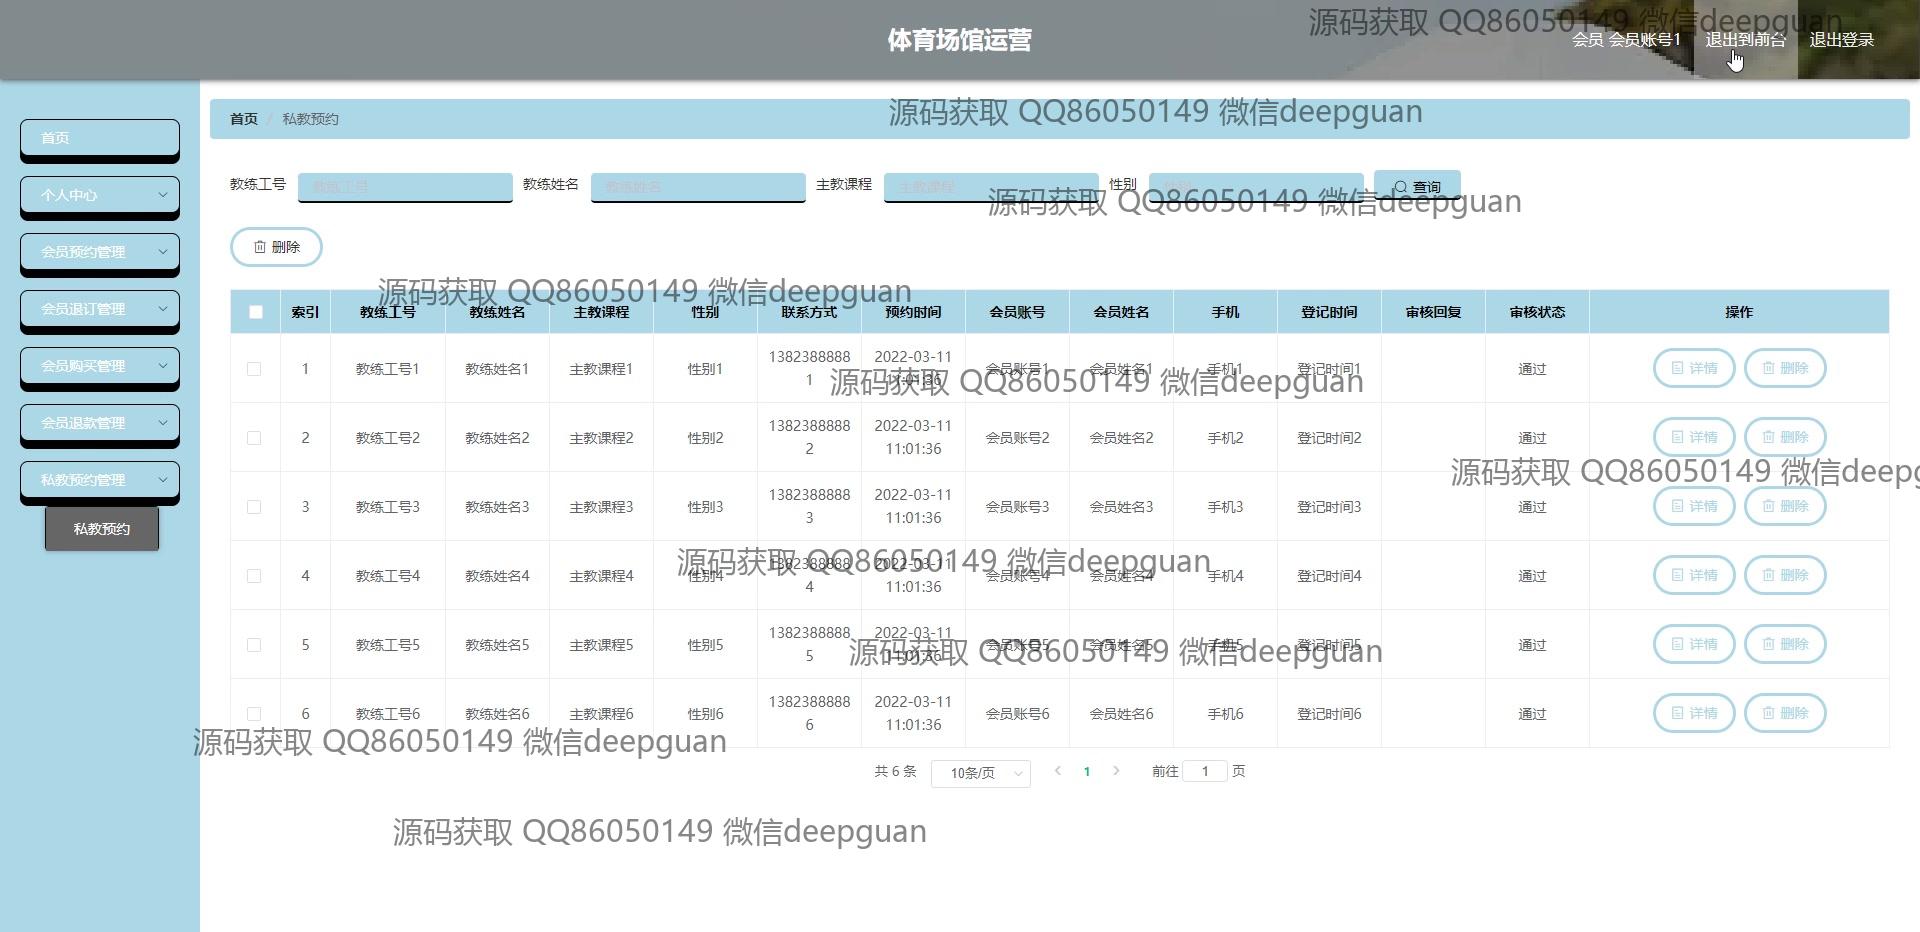 体育场馆运营
会员 会员账号1 退出到前台 退出登录
源码获取 QQ86050149 微信deepguan
首页
个人中心
会员预约管理
会员退订管理
会员购买管理
会员退款管理
私教预约管理
私教预约
首页 / 私教预约
源码获取 QQ86050149 微信deepguan
教练工号 教练工号 教练姓名 教练姓名 主教课程 主教课程 性别 性别 查询
源码获取 QQ86050149 微信deepguan
删除
源码获取 QQ86050149 微信deepguan
索引 教练工号 教练姓名 主教课程 性别 联系方式 预约时间 会员账号 会员姓名 手机 登记时间 审核回复 审核状态 操作
1 教练工号1 教练姓名1 主教课程1 性别1 13823888881 2022-03-11 11:01:36 会员账号1 会员姓名1 手机1 登记时间1 通过 详情 删除
源码获取 QQ86050149 微信deepguan
2 教练工号2 教练姓名2 主教课程2 性别2 13823888882 2022-03-11 11:01:36 会员账号2 会员姓名2 手机2 登记时间2 通过 详情 删除
源码获取 QQ86050149 微信deepg
3 教练工号3 教练姓名3 主教课程3 性别3 13823888883 2022-03-11 11:01:36 会员账号3 会员姓名3 手机3 登记时间3 通过 详情 删除
源码获取 QQ86050149 微信deepguan
4 教练工号4 教练姓名4 主教课程4 性别4 13823888884 2022-03-11 11:01:36 会员账号4 会员姓名4 手机4 登记时间4 通过 详情 删除
5 教练工号5 教练姓名5 主教课程5 性别5 13823888885 2022-03-11 11:01:36 会员账号5 会员姓名5 手机5 登记时间5 通过 详情 删除
源码获取 QQ86050149 微信deepguan
6 教练工号6 教练姓名6 主教课程6 性别6 13823888886 2022-03-11 11:01:36 会员账号6 会员姓名6 手机6 登记时间6 通过 详情 删除
源码获取 QQ86050149 微信deepguan
共 6 条 10条/页 1 前往 1 页
源码获取 QQ86050149 微信deepguan